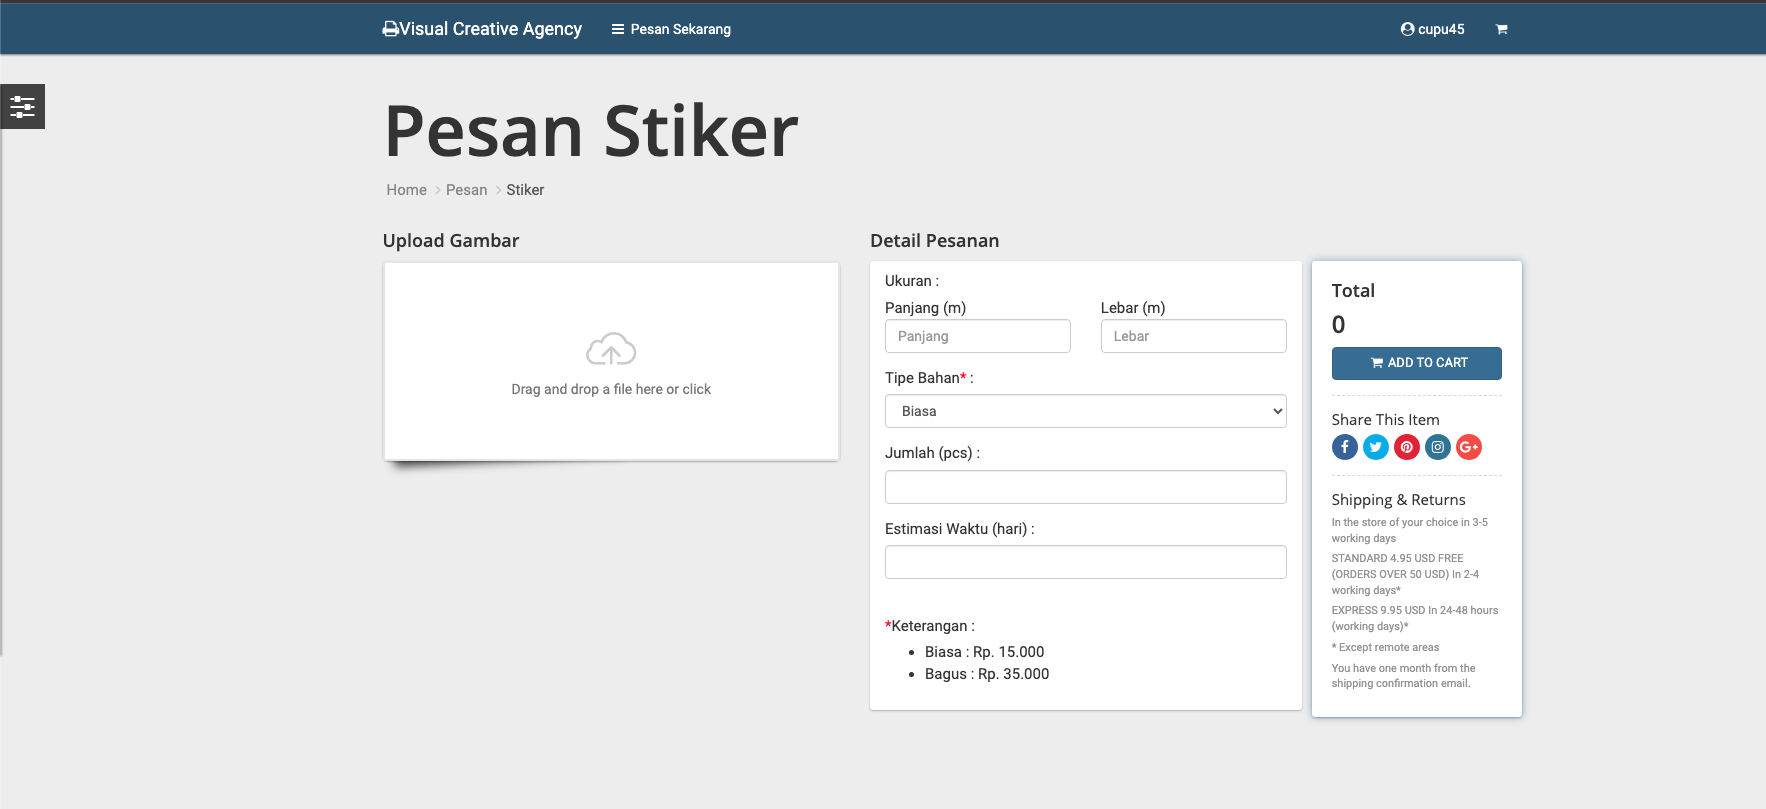 Visual Creative Agency
Pesan Sekarang
cupu45
Pesan Stiker
Home > Pesan > Stiker
Upload Gambar
Drag and drop a file here or click
Detail Pesanan
Ukuran :
Panjang (m) Lebar (m)
Panjang Lebar
Tipe Bahan* :
Biasa
Jumlah (pcs) :
Estimasi Waktu (hari) :
*Keterangan :
• Biasa : Rp. 15.000
• Bagus : Rp. 35.000
Total
0
ADD TO CART
Share This Item
Shipping & Returns
In the store of your choice in 3-5
working days
STANDARD 4.95 USD FREE
(ORDERS OVER 50 USD) In 2-4
working days*
EXPRESS 9.95 USD In 24-48 hours
(working days)*
* Except remote areas
You have one month from the
shipping confirmation email.